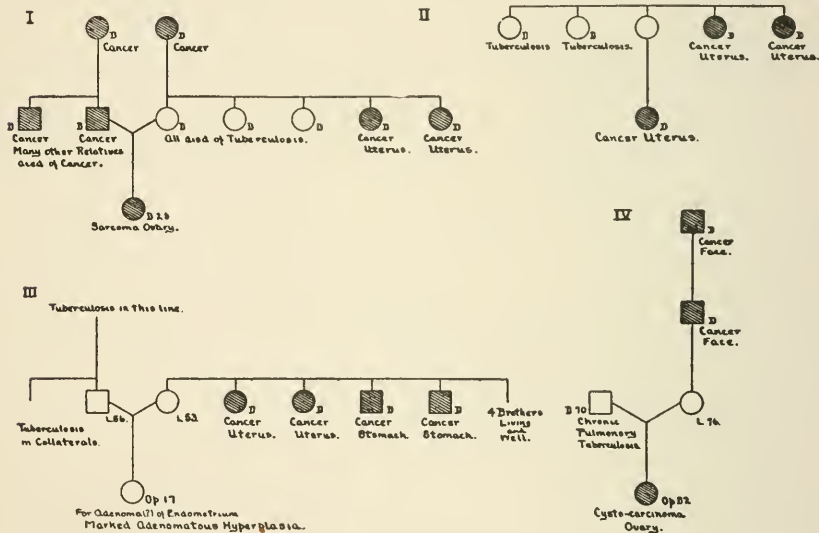 I
D
Cancer
D
Cancer
D
Cancer
D
Cancer
Many other Relatives
died of Cancer.
D
D
D
All died of Tuberculosis.
D
Cancer
Uterus.
D
Cancer
Uterus.
D 28
Sarcoma Ovary.
II
D
Tuberculosis
D
Tuberculosis.
D
Cancer
Uterus.
D
Cancer
Uterus.
D
Cancer Uterus.
III
Tuberculosis in this line.
Tuberculosis
in Collaterals.
L 56.
L 53.
D
Cancer
Uterus.
D
Cancer
Uterus.
D
Cancer
Stomach.
D
Cancer
Stomach.
4 Brothers
Living
and
Well.
Op 17
For Adenoma(?) of Endometrium
Marked Adenomatous Hyperplasia.
IV
D
Cancer
Face.
D
Cancer
Face.
D 70
Chronic
Pulmonary
Tuberculosis
L 76.
Op 52
Cysto-carcinoma
Ovary.